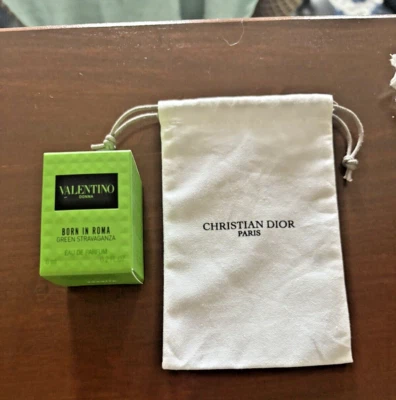 VALENTINO
DONNA
BORN IN ROMA
GREEN STRAVAGANZA
EAU DE PARFUM
CHRISTIAN DIOR
PARIS